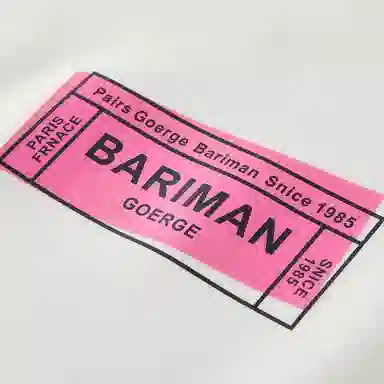 Pairs Goerge Bariman Snice 1985
PARIS
FRNACE
BARIMAN
GOERGE
SNICE
1985